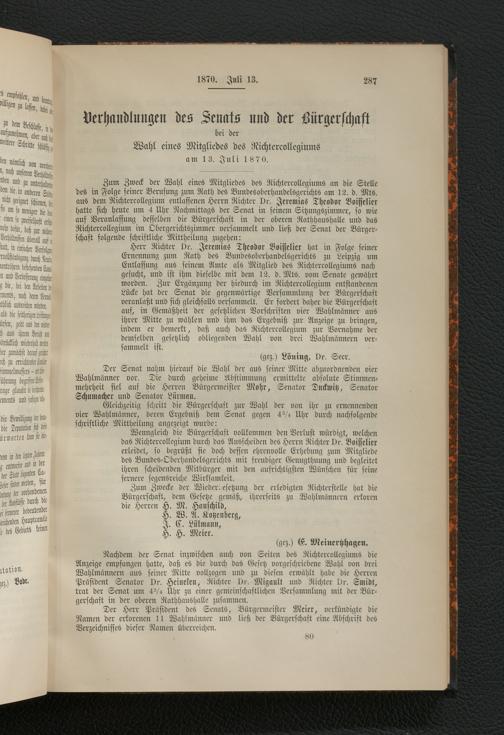 1870. Juli 13.
287
Verhandlungen des Senats und der Bürgerschaft
bei der
Wahl eines Mitgliedes des Richtercollegiums
am 13. Juli 1870.
Zum Zweck der Wahl eines Mitgliedes des Richtercollegiums an die Stelle
des in Folge seiner Berufung zum Rath des Bundesoberhandelsgerichts am 12. d. Mts.
aus dem Richtercollegium entlassenen Herrn Richter Dr. Jeremias Theodor Boisselier
hatte sich heute um 4 Uhr Nachmittags der Senat in seinem Sitzungszimmer, so wie
auf Veranlassung desselben die Bürgerschaft in der oberen Rathhaushalle und das
Richtercollegium im Obergerichtszimmer versammelt und ließ der Senat der Bürger-
schaft folgende schriftliche Mittheilung zugehen:
Herr Richter Dr. Jeremias Theodor Boisselier hat in Folge seiner
Ernennung zum Rath des Bundesoberhandelsgerichts zu Leipzig um
Entlassung aus seinem Amte als Mitglied des Richtercollegiums nach
gesucht, und ist ihm dieselbe mit dem 12. d. Mts. vom Senate gewährt
worden. Zur Ergänzung der hiedurch im Richtercollegium entstandenen
Lücke hat der Senat die gegenwärtige Versammlung der Bürgerschaft
veranlaßt und sich gleichfalls versammelt. Er fordert daher die Bürgerschaft
auf, in Gemäßheit der gesetzlichen Vorschriften vier Wahlmänner aus
ihrer Mitte zu wählen und ihm das Ergebniß zur Anzeige zu bringen,
indem er bemerkt, daß auch das Richtercollegium zur Vornahme der
demselben gesetzlich obliegenden Wahl von drei Wahlmännern ver-
sammelt ist.
(gez.) Löning, Dr. Secr.
Der Senat nahm hierauf die Wahl der aus seiner Mitte abzuordnenden vier
Wahlmänner vor. Die durch geheime Abstimmung ermittelte absolute Stimmen-
mehrheit fiel auf die Herren Bürgermeister Mohr, Senator Duckwitz, Senator
Schumacher und Senator Lürmen.
Gleichzeitig schritt die Bürgerschaft zur Wahl der von ihr zu ernennenden
vier Wahlmänner, deren Ergebniß dem Senat gegen 4³/₄ Uhr durch nachfolgende
schriftliche Mittheilung angezeigt wurde:
Wenngleich die Bürgerschaft vollkommen den Verlust würdigt, welchen
das Richtercollegium durch das Ausscheiden des Herrn Richter Dr. Boisselier
erleidet, so begrüßt sie doch dessen ehrenvolle Erhebung zum Mitgliede
des Bundes-Oberhandelsgerichts mit freudiger Genugthuung und begleitet
ihren scheidenden Mitbürger mit den aufrichtigsten Wünschen für seine
fernere segensreiche Wirksamkeit.
Zum Zwecke der Wiederbesetzung der erledigten Richterstelle hat die
Bürgerschaft, dem Gesetze gemäß, ihrerseits zu Wahlmännern erkoren
die Herren H. M. Hauschild,
H. W. A. Kotzenberg,
J. C. Lülmann,
H. H. Meier.
(gez.) C. Meinertzhagen.
Nachdem der Senat inzwischen auch von Seiten des Richtercollegiums die
Anzeige empfangen hatte, daß es die durch das Gesetz vorgeschriebene Wahl von drei
Wahlmännern aus seiner Mitte vollzogen und zu diesen erwählt habe die Herren
Präsident Senator Dr. Heineken, Richter Dr. Migault und Richter Dr. Smidt,
trat der Senat um 4³/₄ Uhr zu einer gemeinschaftlichen Versammlung mit der Bür-
gerschaft in der oberen Rathhaushalle zusammen.
Der Herr Präsident des Senats, Bürgermeister Meier, verkündigte die
Namen der erkorenen 11 Wahlmänner und ließ der Bürgerschaft eine Abschrift des
Verzeichnisses dieser Namen überreichen.
80